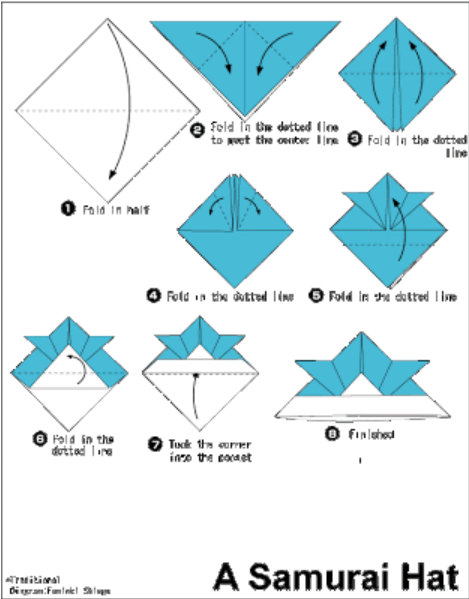 1 Fold in half
2 Fold in the dotted line
to meet the center line
3 Fold in the dotted
line
4 Fold in the dotted line
5 Fold in the dotted line
6 Fold in the
dotted line
7 Tuck the corner
into the pocket
8 Finished
Traditional
Diagram:Fumiaki
A Samurai Hat